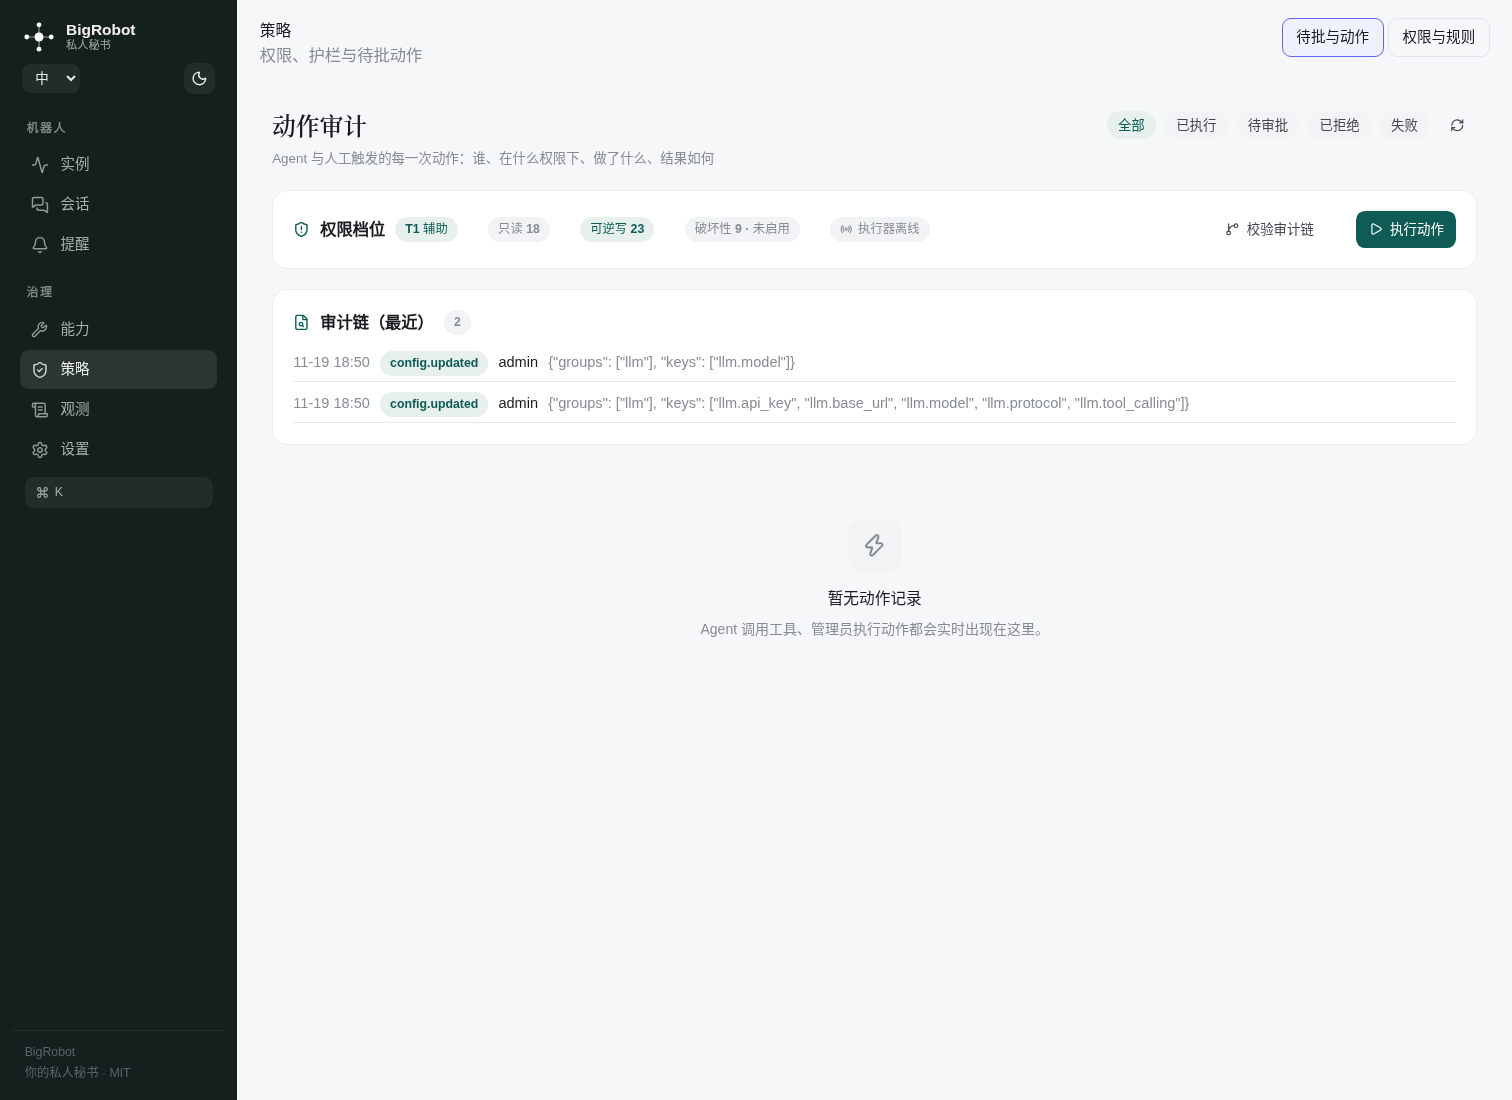 BigRobot
私人秘书
中
机器人
实例
会话
提醒
治理
能力
策略
观测
设置
⌘ K
BigRobot
你的私人秘书 · MIT
策略
权限、护栏与待批动作
待批与动作 权限与规则
动作审计
全部 已执行 待审批 已拒绝 失败
Agent 与人工触发的每一次动作：谁、在什么权限下、做了什么、结果如何
权限档位 T1 辅助 只读 18 可逆写 23 破坏性 9 · 未启用 执行器离线 校验审计链 执行动作
审计链（最近） 2
11-19 18:50 config.updated admin {"groups": ["llm"], "keys": ["llm.model"]}
11-19 18:50 config.updated admin {"groups": ["llm"], "keys": ["llm.api_key", "llm.base_url", "llm.model", "llm.protocol", "llm.tool_calling"]}
暂无动作记录
Agent 调用工具、管理员执行动作都会实时出现在这里。